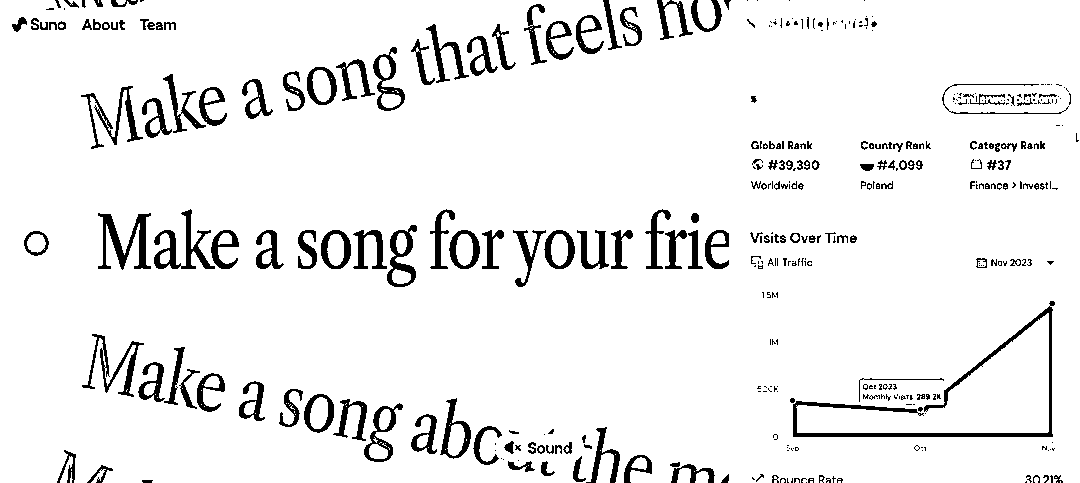 Suno About Team
Make a song that feels
Make a song for your frie
Make a song about the
Sound
Similarweb platform
Global Rank Country Rank Category Rank
#39,390 #4,099 #37
Worldwide Poland Finance > Investi...
Visits Over Time
All Traffic Nov 2023
1.5M
1M
500K
Oct 2023
Monthly Visits 289.2K
0
Sep Oct Nov
Bounce Rate 30.21%